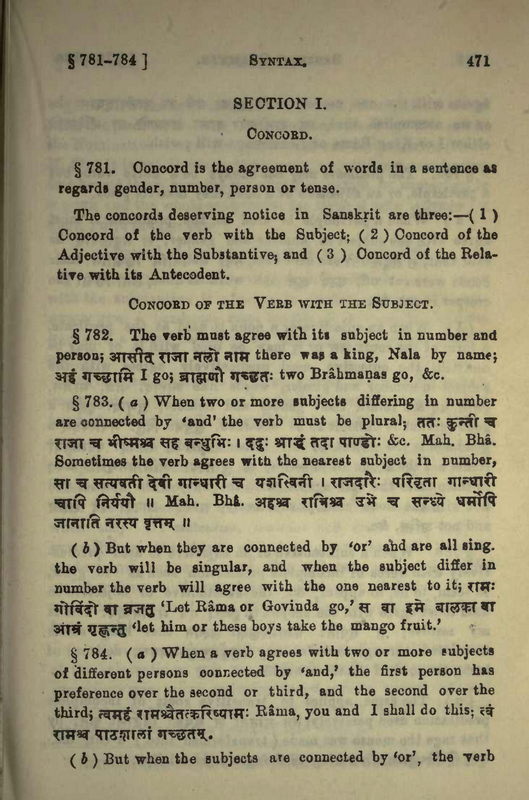 § 781-784 ] SYNTAX. 471
SECTION I.
CONCORD.
§ 781. Concord is the agreement of words in a sentence as
regards gender, number, person or tense.
The concords deserving notice in Sanskṛit are three:—( 1 )
Concord of the verb with the Subject; ( 2 ) Concord of the
Adjective with the Substantive; and ( 3 ) Concord of the Rela-
tive with its Antecedent.
CONCORD OF THE VERB WITH THE SUBJECT.
§ 782. The verb must agree with its subject in number and
person; आसीद् राजा नलो नाम there was a king, Nala by name;
अहं गच्छामि I go; ब्राह्मणौ गच्छतः two Brâhmaṇas go, &c.
§ 783. ( a ) When two or more subjects differing in number
are connected by ‘and’ the verb must be plural; ततः कुन्ती च
राजा च भीष्मश्च सह बन्धुभिः । ददुः श्राद्धं तदा पाण्डोः &c. Mah. Bhâ.
Sometimes the verb agrees with the nearest subject in number,
सा च सत्यवती देवी गान्धारी च यशस्विनी । राजदारैः परिवृता गान्धारी
चापि निर्ययौ ॥ Mah. Bhâ. अहश्च रात्रिश्च उभे च सन्ध्ये धर्मोपि
जानाति नरस्य वृत्तम् ॥
( b ) But when they are connected by ‘or’ and are all sing.
the verb will be singular, and when the subject differ in
number the verb will agree with the one nearest to it; रामः
गोविंदो वा व्रजतु ‘Let Râma or Govinda go,’ स वा इमे बालका वा
आम्रं गृह्णन्तु ‘let him or these boys take the mango fruit.’
§ 784. ( a ) When a verb agrees with two or more subjects
of different persons connected by ‘and,’ the first person has
preference over the second or third, and the second over the
third; त्वमहं रामश्चैतत्करिष्यामः Râma, you and I shall do this; त्वं
रामश्च पाठशालां गच्छतम्.
( b ) But when the subjects are connected by ‘or’, the verb